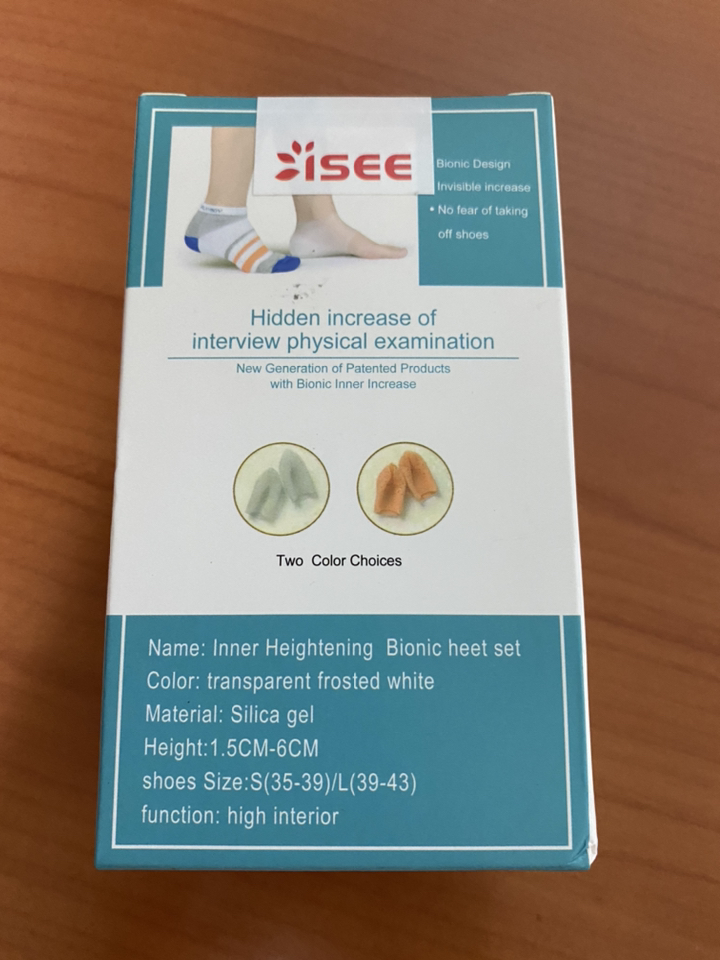 ISEE
Bionic Design
Invisible increase
• No fear of taking
off shoes
Hidden increase of
interview physical examination
New Generation of Patented Products
with Bionic Inner Increase
Two Color Choices
Name: Inner Heightening Bionic heet set
Color: transparent frosted white
Material: Silica gel
Height:1.5CM-6CM
shoes Size:S(35-39)/L(39-43)
function: high interior